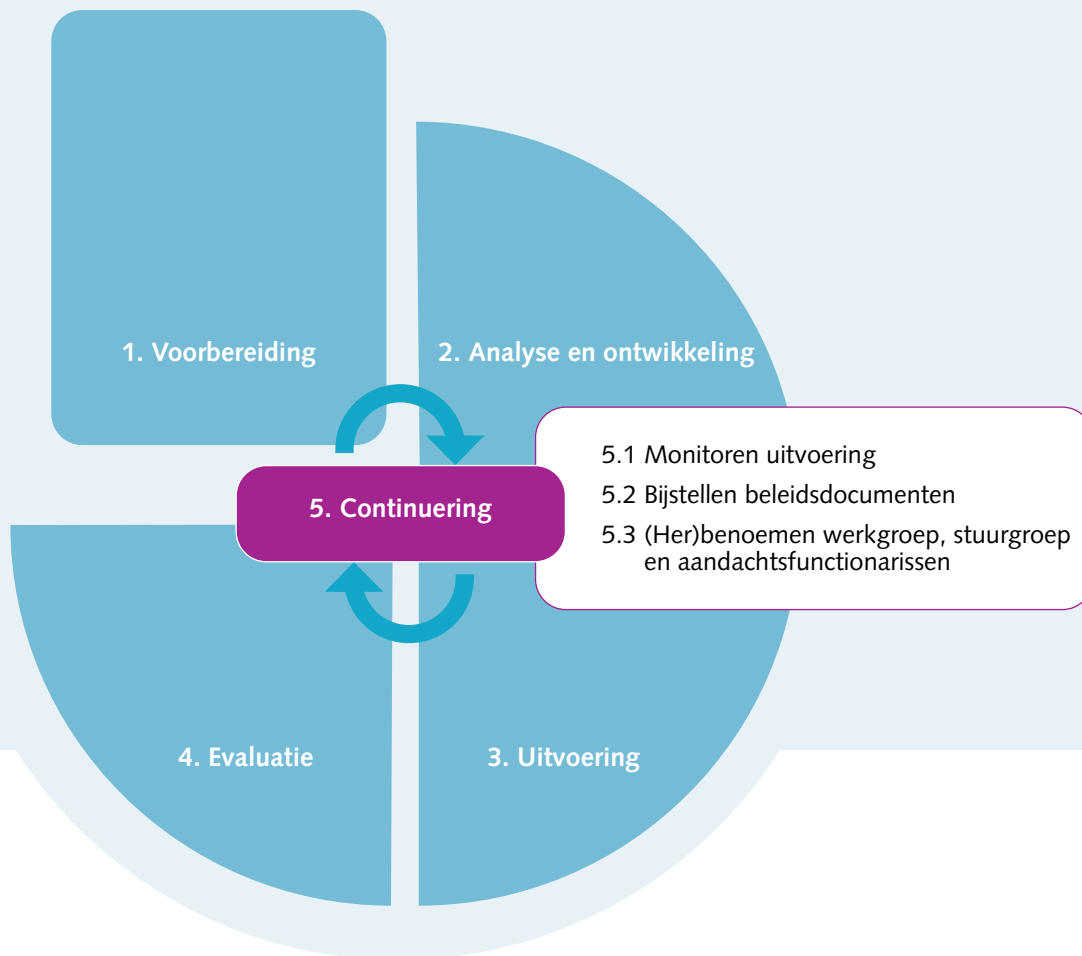 1. Voorbereiding
2. Analyse en ontwikkeling
5. Continuering
5.1 Monitoren uitvoering
5.2 Bijstellen beleidsdocumenten
5.3 (Her)benoemen werkgroep, stuurgroep
en aandachtsfunctionarissen
4. Evaluatie
3. Uitvoering